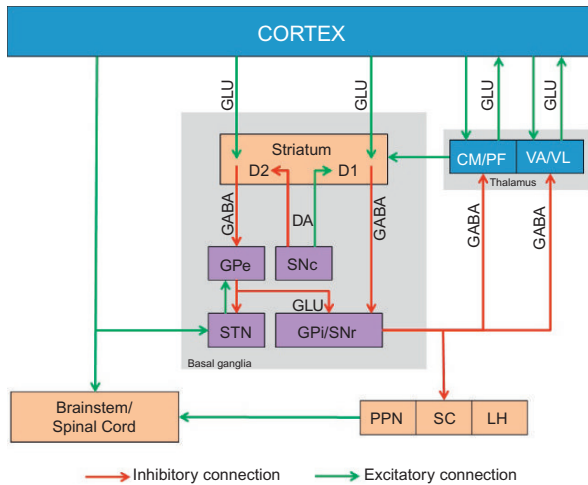 CORTEX
GLU
GLU
GLU
GLU
Striatum
D2
D1
CM/PF
VA/VL
Thalamus
GABA
DA
GABA
GABA
GABA
GPe
SNc
GLU
STN
GPi/SNr
Basal ganglia
Brainstem/
Spinal Cord
PPN
SC
LH
Inhibitory connection
Excitatory connection